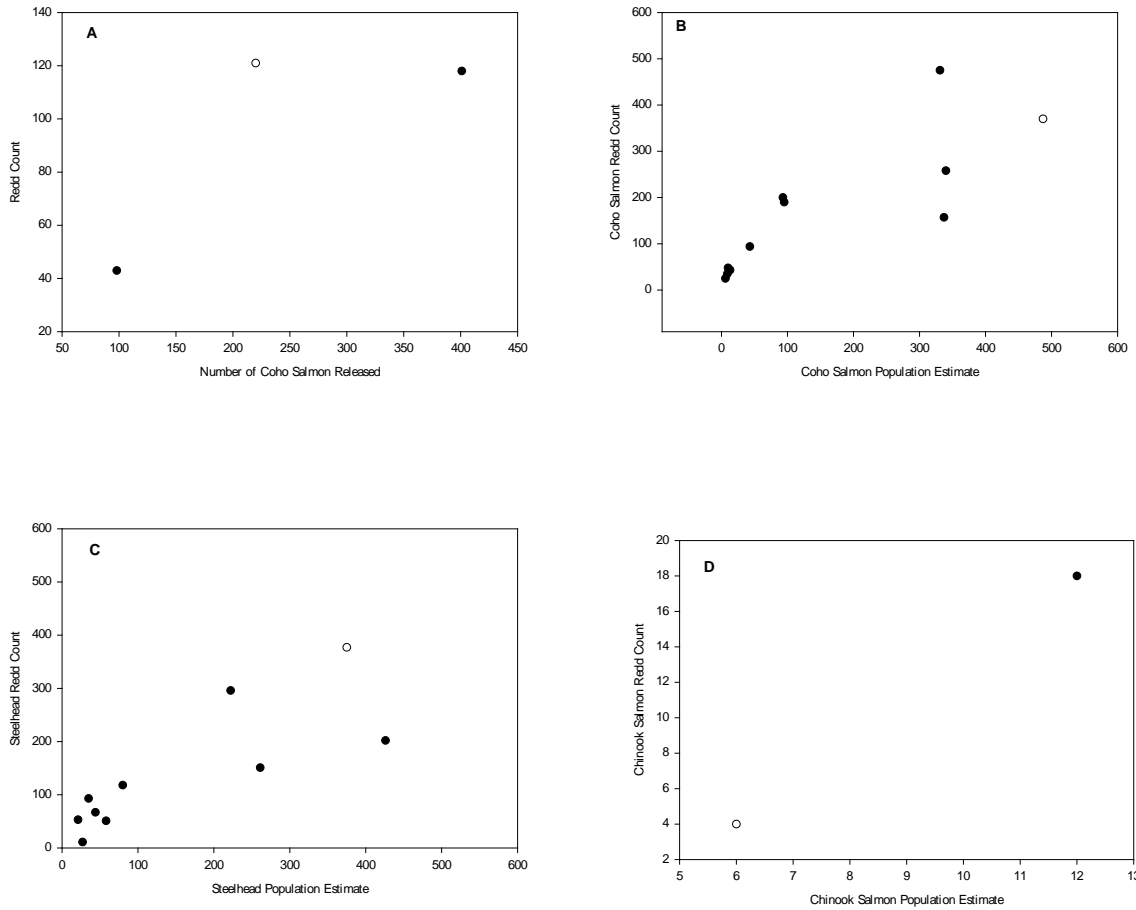 A
140
120
100
80
60
40
20
Redd Count
50 100 150 200 250 300 350 400 450
Number of Coho Salmon Released
B
600
500
400
300
200
100
0
Coho Salmon Redd Count
0 100 200 300 400 500 600
Coho Salmon Population Estimate
C
600
500
400
300
200
100
0
Steelhead Redd Count
0 100 200 300 400 500 600
Steelhead Population Estimate
D
20
18
16
14
12
10
8
6
4
2
Chinook Salmon Redd Count
5 6 7 8 9 10 11 12 13
Chinook Salmon Population Estimate